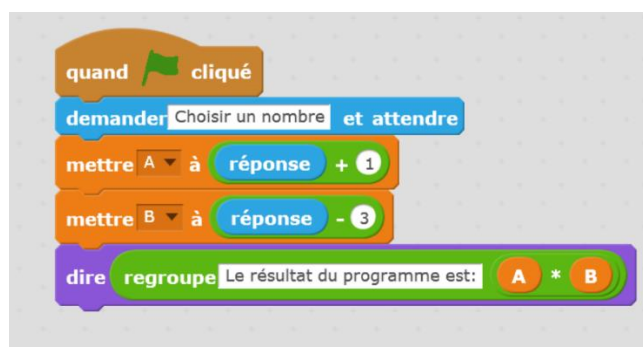 quand cliqué
demander Choisir un nombre et attendre
mettre A à réponse + 1
mettre B à réponse - 3
dire regroupe Le résultat du programme est: A * B